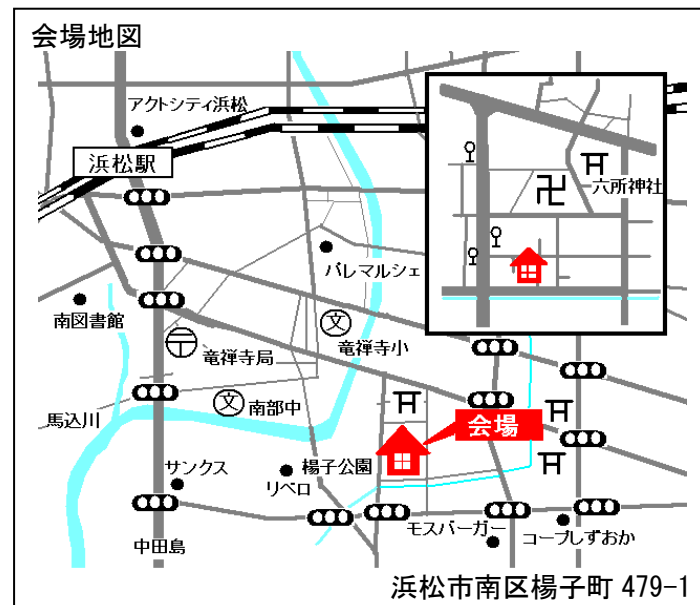 会場地図
アクトシティ浜松
浜松駅
六所神社
パレマルシェ
南図書館
文
竜禅寺小
竜禅寺局
文
南部中
馬込川
会場
楊子公園
サンクス
リベロ
モスバーガー
コープしずおか
中田島
浜松市南区楊子町 479-1